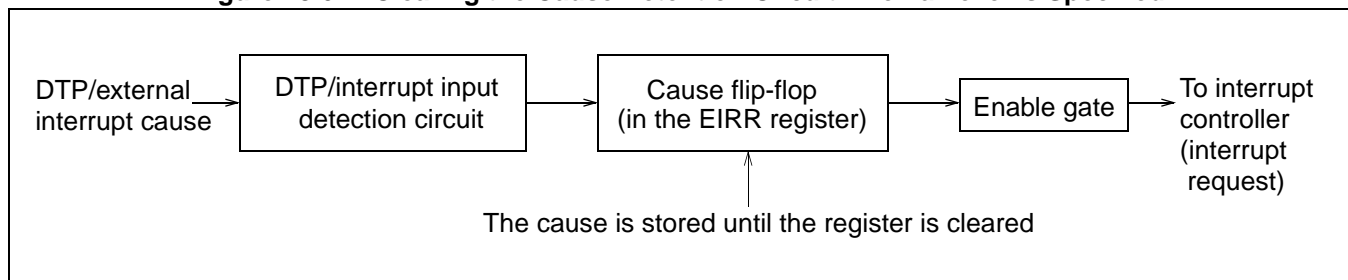 DTP/external
interrupt cause
DTP/interrupt input
detection circuit
Cause flip-flop
(in the EIRR register)
Enable gate
To interrupt
controller
(interrupt
request)
The cause is stored until the register is cleared